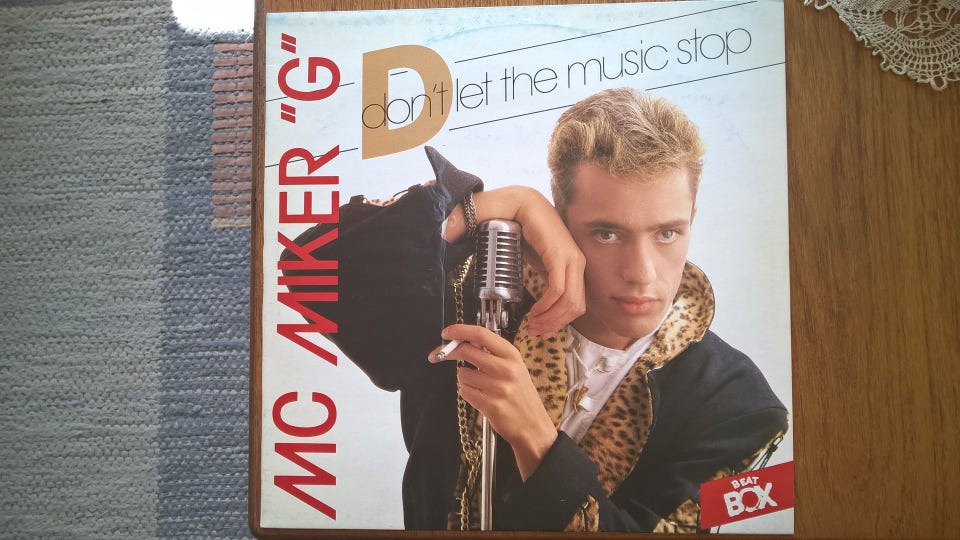 MC MIKER "G"
D
don't let the music stop
BEAT
BOX